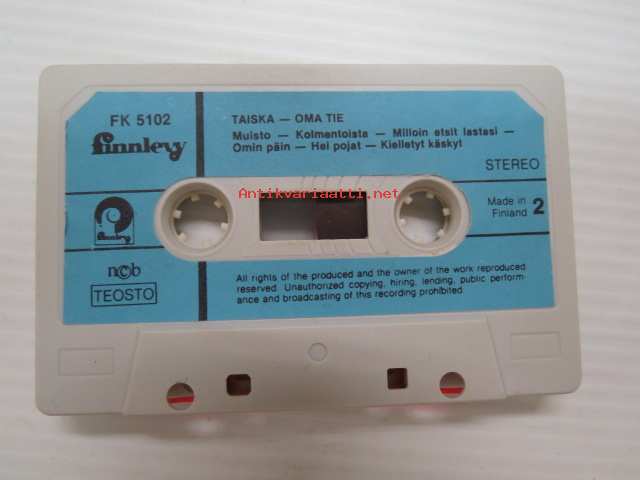 FK 5102
finnlevy
TAISKA — OMA TIE
Muisto — Kolmentoista — Milloin etsit lastasi —
Omin päin — Hei pojat — Kielletyt käskyt
STEREO
Antikvariaatti.net
Made in
Finland 2
ncb
TEOSTO
All rights of the produced and the owner of the work reproduced
reserved. Unauthorized copying, hiring, lending, public perform-
ance and broadcasting of this recording prohibited.